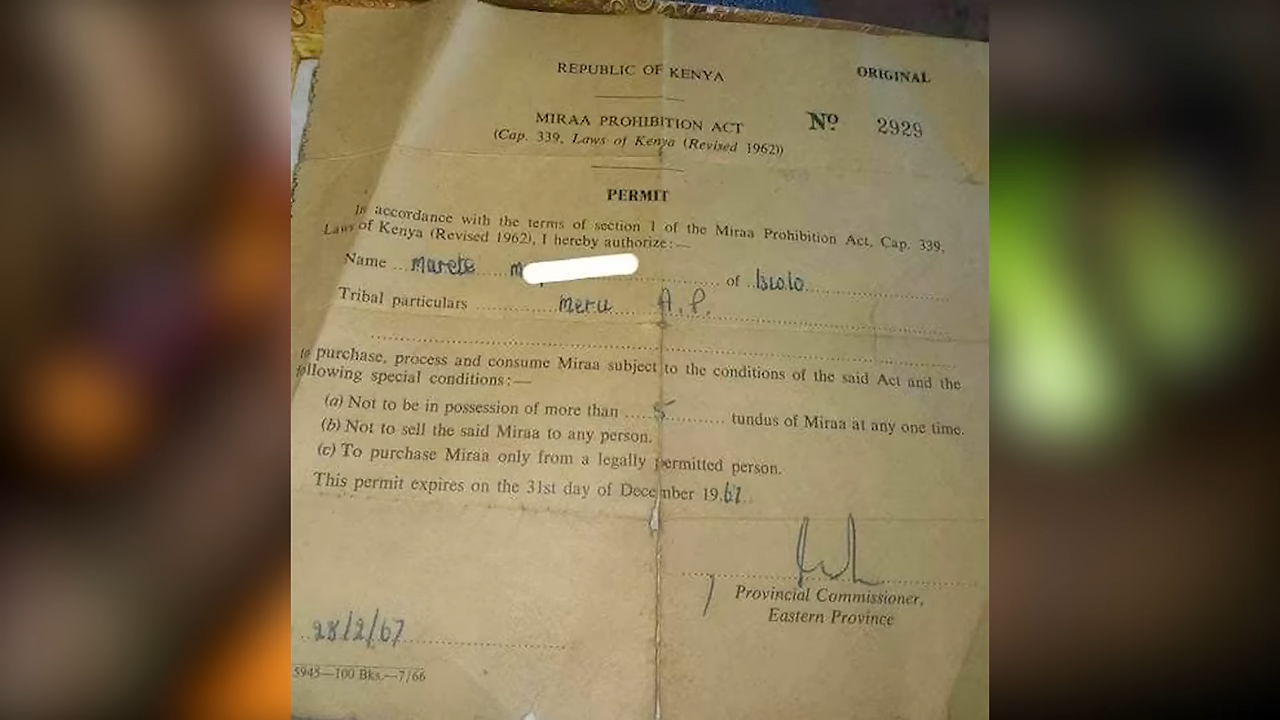 REPUBLIC OF KENYA
ORIGINAL
MIRAA PROHIBITION ACT
Nº 2929
(Cap. 339, Laws of Kenya (Revised 1962))
PERMIT
In accordance with the terms of section 1 of the Miraa Prohibition Act, Cap. 339,
Laws of Kenya (Revised 1962), I hereby authorize:—
Name ... Marete M ... of Isiolo
Tribal particulars ... Meru A.P.
to purchase, process and consume Miraa subject to the conditions of the said Act and the
following special conditions:—
(a) Not to be in possession of more than ... 5 ... tundus of Miraa at any one time.
(b) Not to sell the said Miraa to any person.
(c) To purchase Miraa only from a legally permitted person.
This permit expires on the 31st day of December 19.67.
Provincial Commissioner,
Eastern Province
28/2/67
5945—100 Bks.—7/66